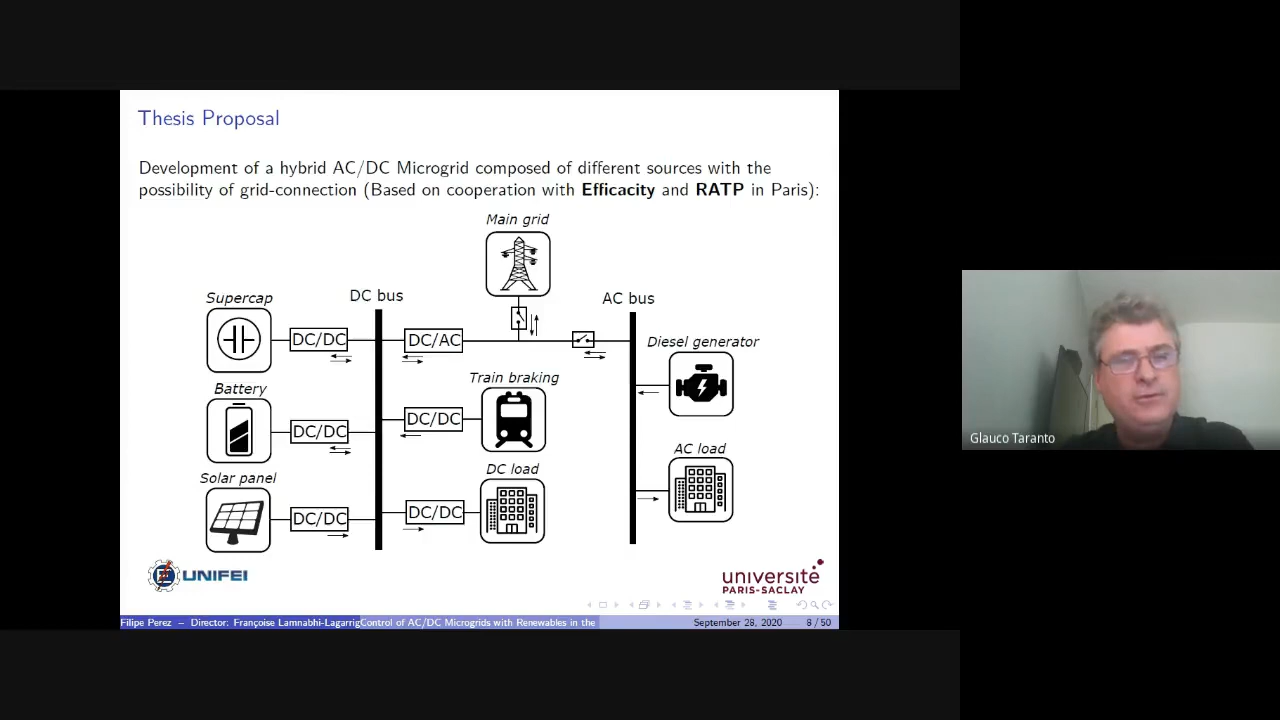 Thesis Proposal
Development of a hybrid AC/DC Microgrid composed of different sources with the
possibility of grid-connection (Based on cooperation with Efficacity and RATP in Paris):
Main grid
Supercap
DC bus
AC bus
DC/DC
DC/AC
Diesel generator
Battery
Train braking
DC/DC
DC/DC
Solar panel
DC load
AC load
DC/DC
DC/DC
UNIFEI
université
PARIS-SACLAY
Filipe Perez – Director: Françoise Lamnabhi-Lagarrig
Control of AC/DC Microgrids with Renewables in the
September 28, 2020
8 / 50
Glauco Taranto